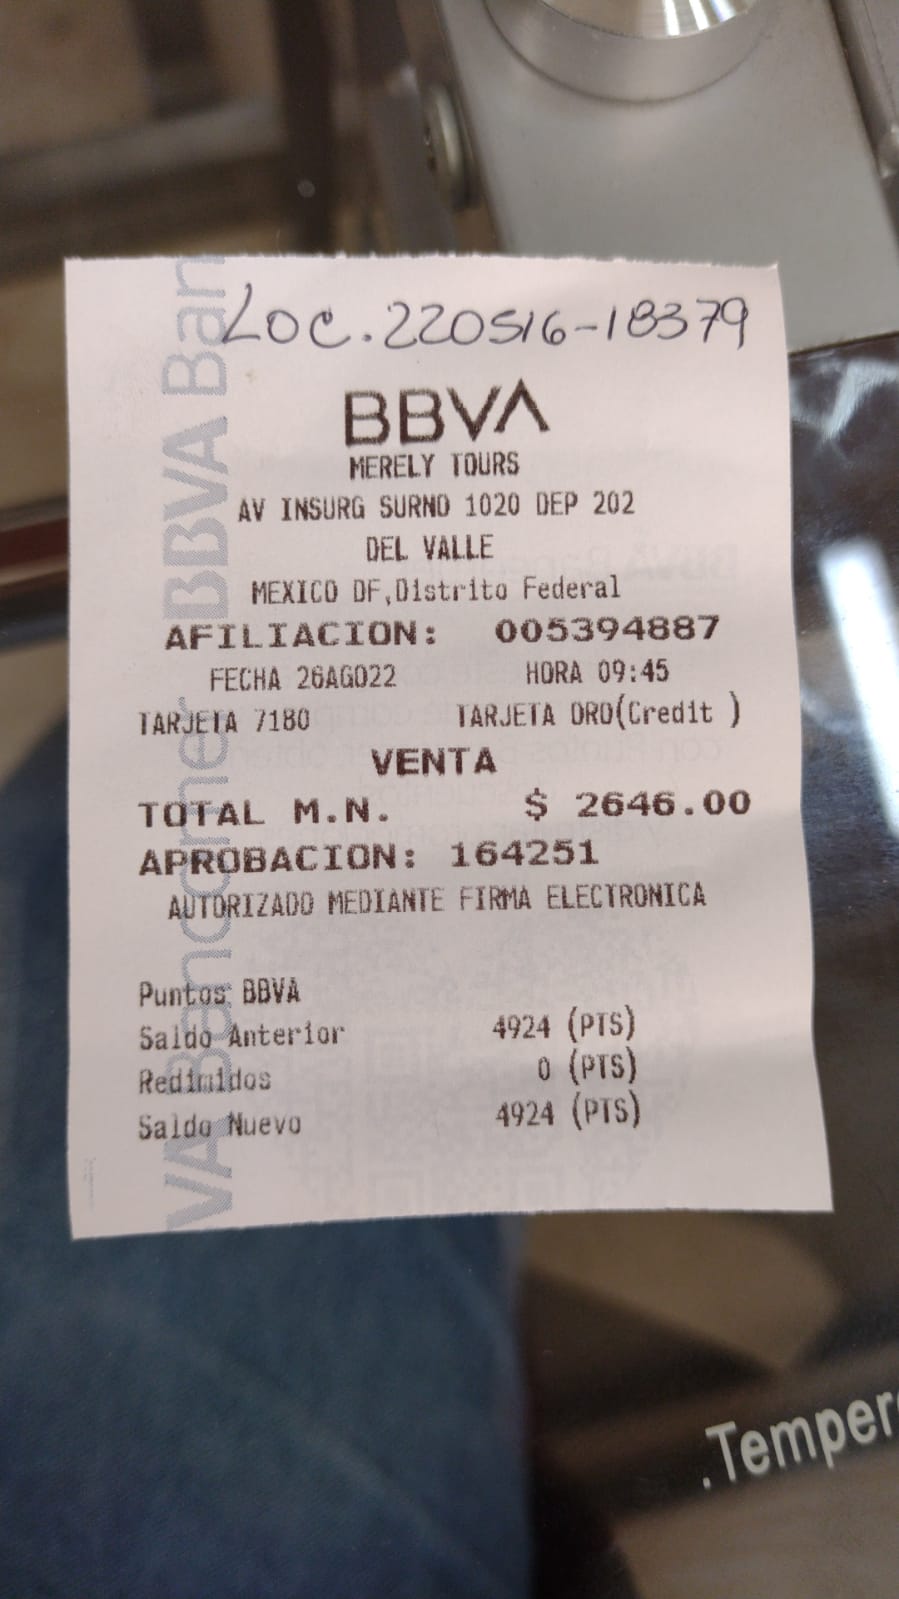 LOC. 220516-18379
BBVA
MERELY TOURS
AV INSURG SURNO 1020 DEP 202
DEL VALLE
MEXICO DF,Distrito Federal
AFILIACION: 005394887
FECHA 26AGO22 HORA 09:45
TARJETA 7180 TARJETA ORO(Credit )
VENTA
TOTAL M.N. $ 2646.00
APROBACION: 164251
AUTORIZADO MEDIANTE FIRMA ELECTRONICA
Puntos BBVA
Saldo Anterior 4924 (PTS)
Redimidos 0 (PTS)
Saldo Nuevo 4924 (PTS)
BBVA Bancomer